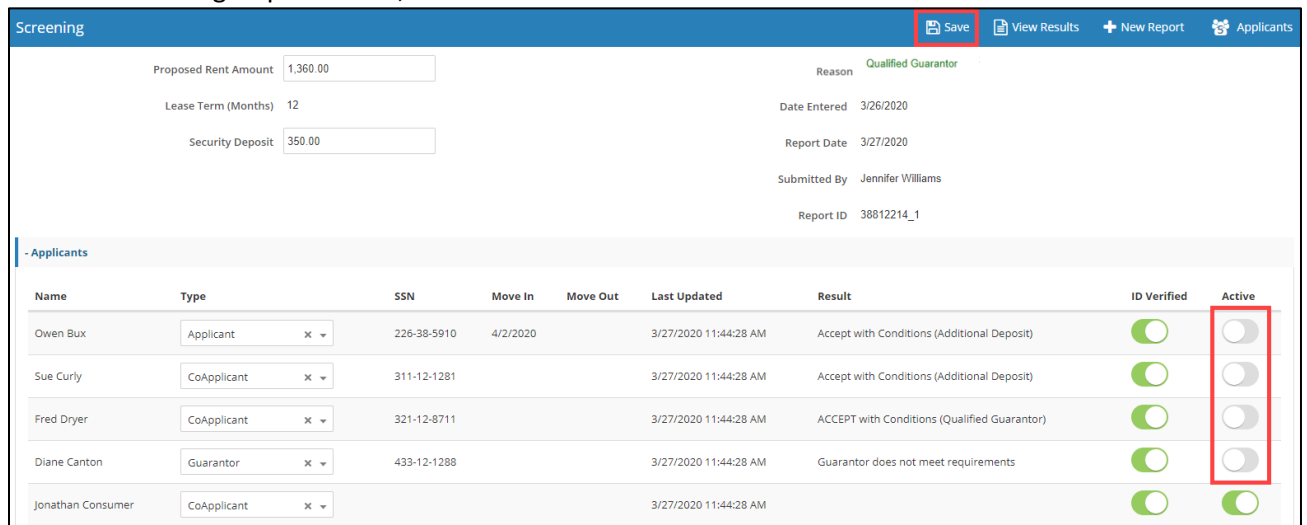 Screening Save View Results New Report Applicants
Proposed Rent Amount 1,360.00 Reason Qualified Guarantor
Lease Term (Months) 12 Date Entered 3/26/2020
Security Deposit 350.00 Report Date 3/27/2020
Submitted By Jennifer Williams
Report ID 38812214_1
- Applicants
Name Type SSN Move In Move Out Last Updated Result ID Verified Active
Owen Bux Applicant 226-38-5910 4/2/2020 3/27/2020 11:44:28 AM Accept with Conditions (Additional Deposit)
Sue Curly CoApplicant 311-12-1281 3/27/2020 11:44:28 AM Accept with Conditions (Additional Deposit)
Fred Dryer CoApplicant 321-12-8711 3/27/2020 11:44:28 AM ACCEPT with Conditions (Qualified Guarantor)
Diane Canton Guarantor 433-12-1288 3/27/2020 11:44:28 AM Guarantor does not meet requirements
Jonathan Consumer CoApplicant 3/27/2020 11:44:28 AM